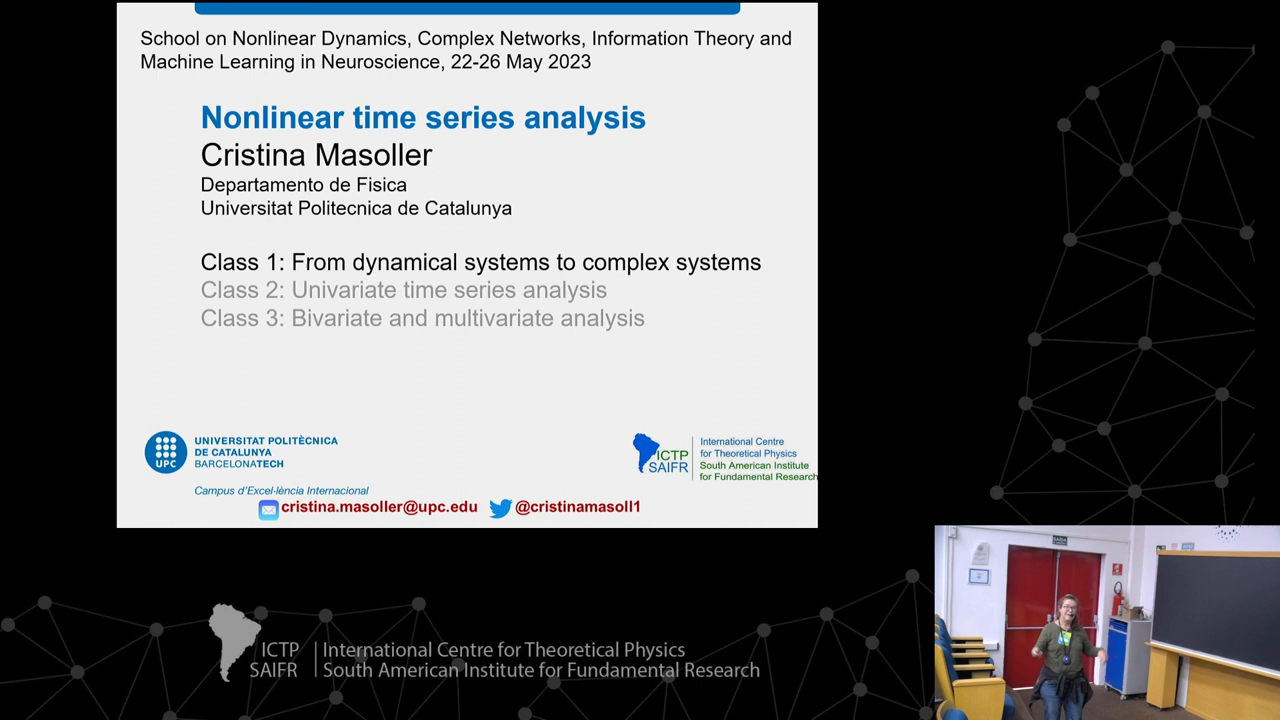 School on Nonlinear Dynamics, Complex Networks, Information Theory and
Machine Learning in Neuroscience, 22-26 May 2023
Nonlinear time series analysis
Cristina Masoller
Departamento de Fisica
Universitat Politecnica de Catalunya
Class 1: From dynamical systems to complex systems
Class 2: Univariate time series analysis
Class 3: Bivariate and multivariate analysis
UPC
UNIVERSITAT POLITÈCNICA
DE CATALUNYA
BARCELONATECH
Campus d'Excel·lència Internacional
ICTP
SAIFR
International Centre
for Theoretical Physics
South American Institute
for Fundamental Research
cristina.masoller@upc.edu @cristinamasoll1
ICTP
SAIFR
International Centre for Theoretical Physics
South American Institute for Fundamental Research